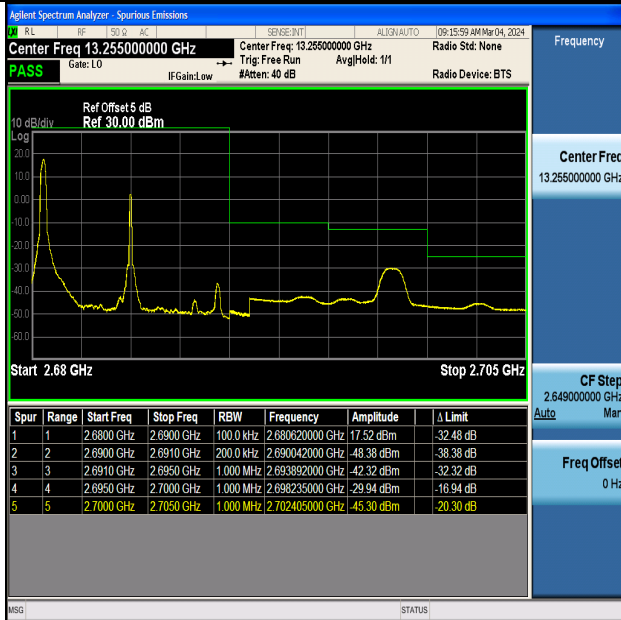 Agilent Spectrum Analyzer - Spurious Emissions
LXI RL RF 50 Ω AC SENSE:INT ALIGN AUTO 09:15:59 AM Mar 04, 2024
Center Freq 13.255000000 GHz
Center Freq: 13.255000000 GHz Radio Std: None
Trig: Free Run Avg|Hold: 1/1
PASS Gate: LO IFGain:Low #Atten: 40 dB Radio Device: BTS
Ref Offset 5 dB
10 dB/div Ref 30.00 dBm
Log
20.0
10.0
0.00
-10.0
-20.0
-30.0
-40.0
-50.0
-60.0
Start 2.68 GHz Stop 2.705 GHz
Spur Range Start Freq Stop Freq RBW Frequency Amplitude Δ Limit
1 1 2.6800 GHz 2.6900 GHz 100.0 kHz 2.680620000 GHz 17.52 dBm -32.48 dB
2 2 2.6900 GHz 2.6910 GHz 200.0 kHz 2.690042000 GHz -48.38 dBm -38.38 dB
3 3 2.6910 GHz 2.6950 GHz 1.000 MHz 2.693892000 GHz -42.32 dBm -32.32 dB
4 4 2.6950 GHz 2.7000 GHz 1.000 MHz 2.698235000 GHz -29.94 dBm -16.94 dB
5 5 2.7000 GHz 2.7050 GHz 1.000 MHz 2.702405000 GHz -45.30 dBm -20.30 dB
Frequency
Center Freq
13.255000000 GHz
CF Step
2.649000000 GHz
Auto Man
Freq Offset
0 Hz
MSG STATUS